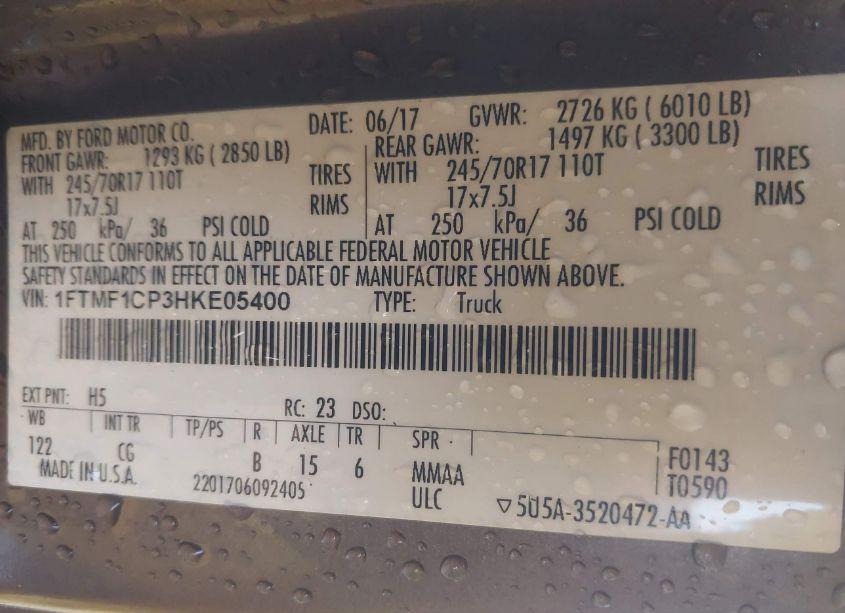 MFD. BY FORD MOTOR CO.
DATE: 06/17 GVWR: 2726 KG ( 6010 LB)
FRONT GAWR: 1293 KG ( 2850 LB)
WITH 245/70R17 110T TIRES
17x7.5J RIMS
AT 250 kPa/ 36 PSI COLD
REAR GAWR: 1497 KG ( 3300 LB)
WITH 245/70R17 110T TIRES
17x7.5J RIMS
AT 250 kPa/ 36 PSI COLD
THIS VEHICLE CONFORMS TO ALL APPLICABLE FEDERAL MOTOR VEHICLE
SAFETY STANDARDS IN EFFECT ON THE DATE OF MANUFACTURE SHOWN ABOVE.
VIN: 1FTMF1CP3HKE05400 TYPE: Truck
EXT PNT: H5 RC: 23 DSO:
WB INT TR TP/PS R AXLE TR SPR
122 CG B 15 6 MMAA F0143
MADE IN U.S.A. 2201706092405 ULC T0590
▽5U5A-3520472-AA